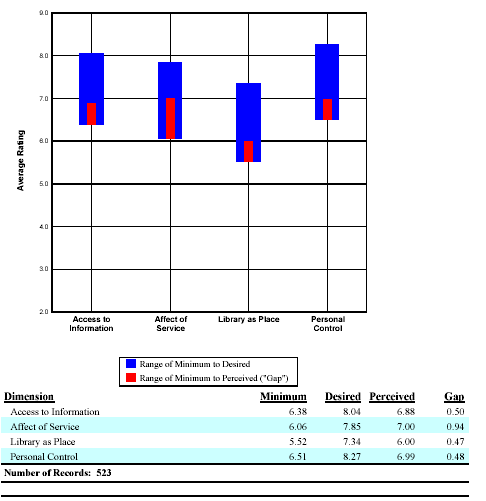 9.0
8.0
7.0
6.0
5.0
4.0
3.0
2.0
Average Rating
Access to Information
Affect of Service
Library as Place
Personal Control
Range of Minimum to Desired
Range of Minimum to Perceived ("Gap")
Dimension Minimum Desired Perceived Gap
Access to Information 6.38 8.04 6.88 0.50
Affect of Service 6.06 7.85 7.00 0.94
Library as Place 5.52 7.34 6.00 0.47
Personal Control 6.51 8.27 6.99 0.48
Number of Records: 523